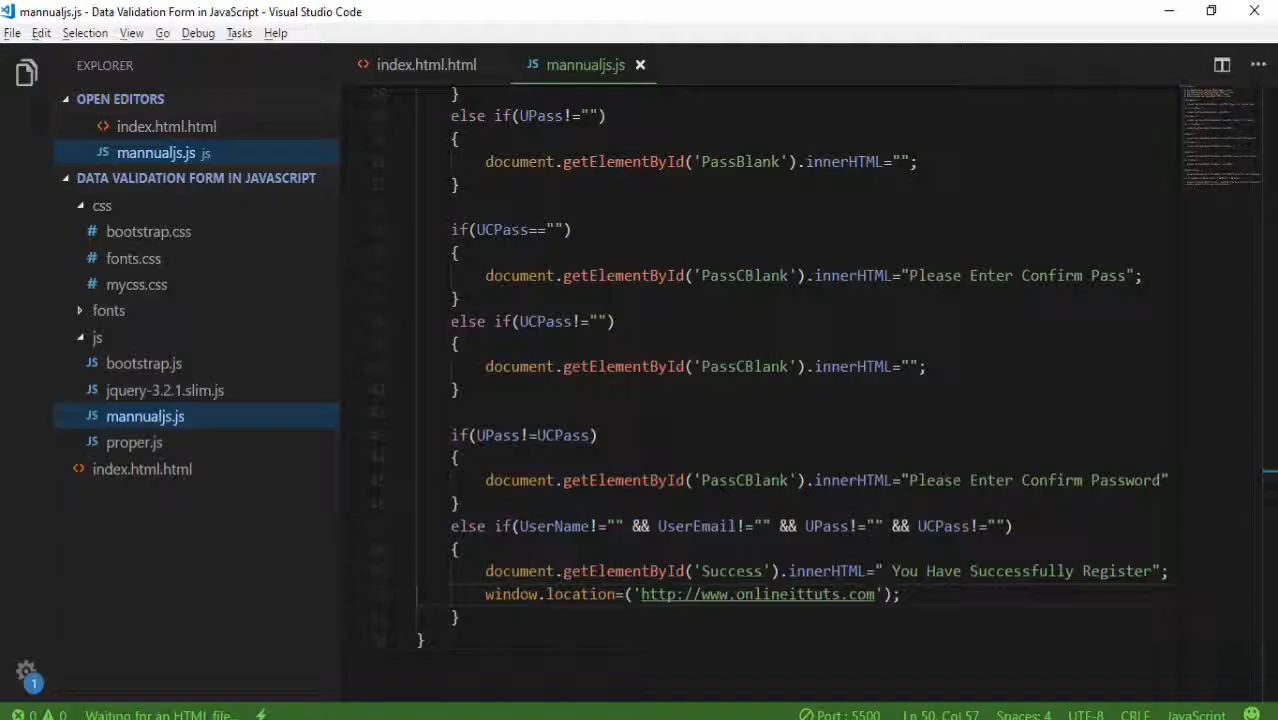 mannualjs.js - Data Validation Form in JavaScript - Visual Studio Code
File Edit Selection View Go Debug Tasks Help
EXPLORER
OPEN EDITORS
index.html.html
JS mannualjs.js js
DATA VALIDATION FORM IN JAVASCRIPT
css
# bootstrap.css
# fonts.css
# mycss.css
fonts
js
JS bootstrap.js
JS jquery-3.2.1.slim.js
JS mannualjs.js
JS proper.js
index.html.html
index.html.html JS mannualjs.js
}
else if(UPass!="")
{
document.getElementById('PassBlank').innerHTML="";
}
if(UCPass=="")
{
document.getElementById('PassCBlank').innerHTML="Please Enter Confirm Pass";
}
else if(UCPass!="")
{
document.getElementById('PassCBlank').innerHTML="";
}
if(UPass!=UCPass)
{
document.getElementById('PassCBlank').innerHTML="Please Enter Confirm Password"
}
else if(UserName!="" && UserEmail!="" && UPass!="" && UCPass!="")
{
document.getElementById('Success').innerHTML=" You Have Successfully Register";
window.location=('http://www.onlineittuts.com');
}
}
1
0 0 Waiting for an HTML file... Port : 5500 Ln 50, Col 57 Spaces: 4 UTF-8 CRLF JavaScript